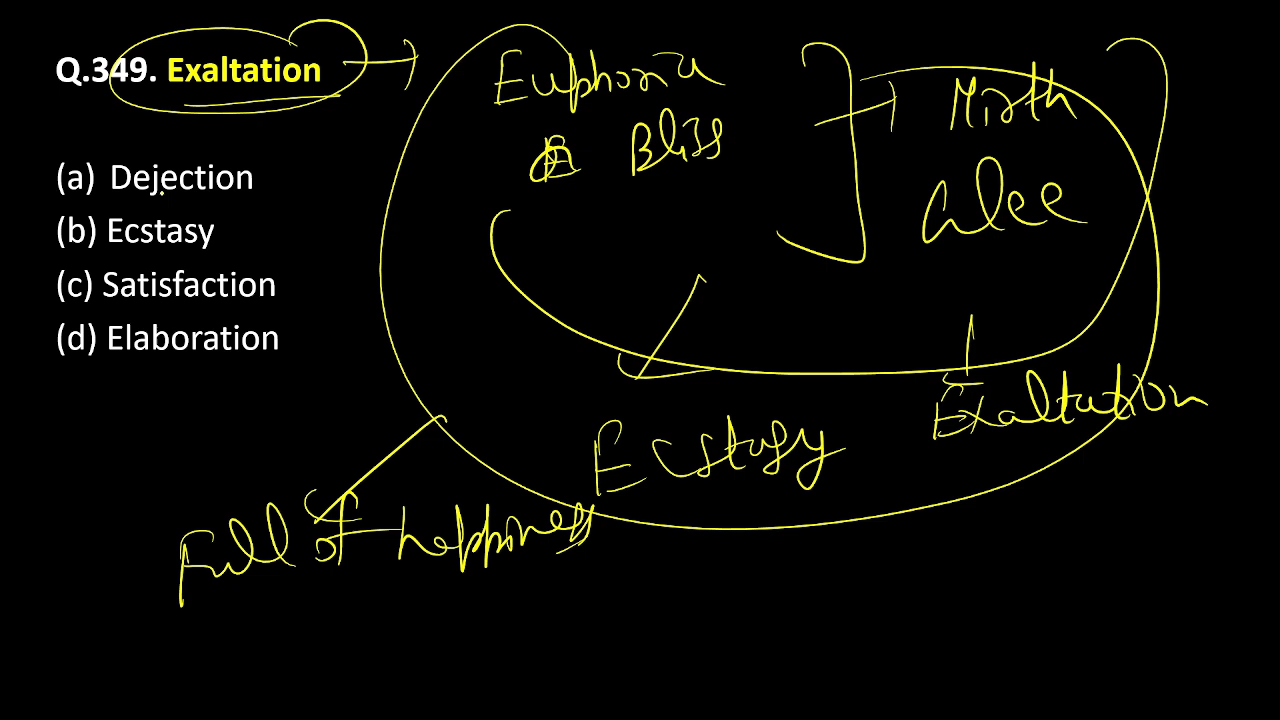 Q.349. Exaltation
(a) Dejection
(b) Ecstasy
(c) Satisfaction
(d) Elaboration
Euphoria
Bliss
Mirth
Glee
Exaltation
Ecstasy
Full of happiness